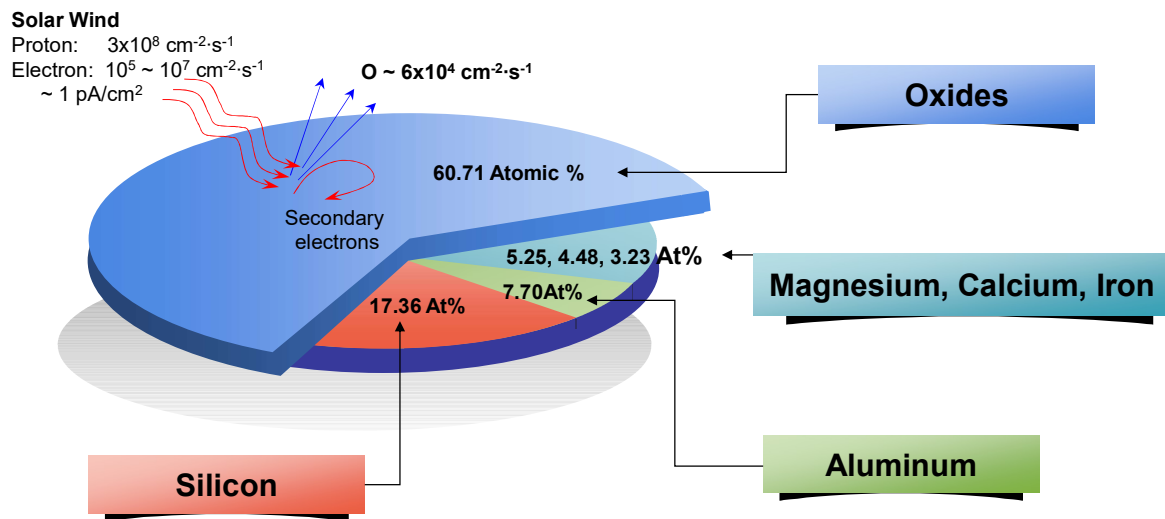 Solar Wind
Proton: 3x10⁸ cm⁻²·s⁻¹
Electron: 10⁵ ~ 10⁷ cm⁻²·s⁻¹
~ 1 pA/cm²
O ~ 6x10⁴ cm⁻²·s⁻¹
Oxides
60.71 Atomic %
Secondary
electrons
5.25, 4.48, 3.23 At%
Magnesium, Calcium, Iron
7.70At%
17.36 At%
Aluminum
Silicon